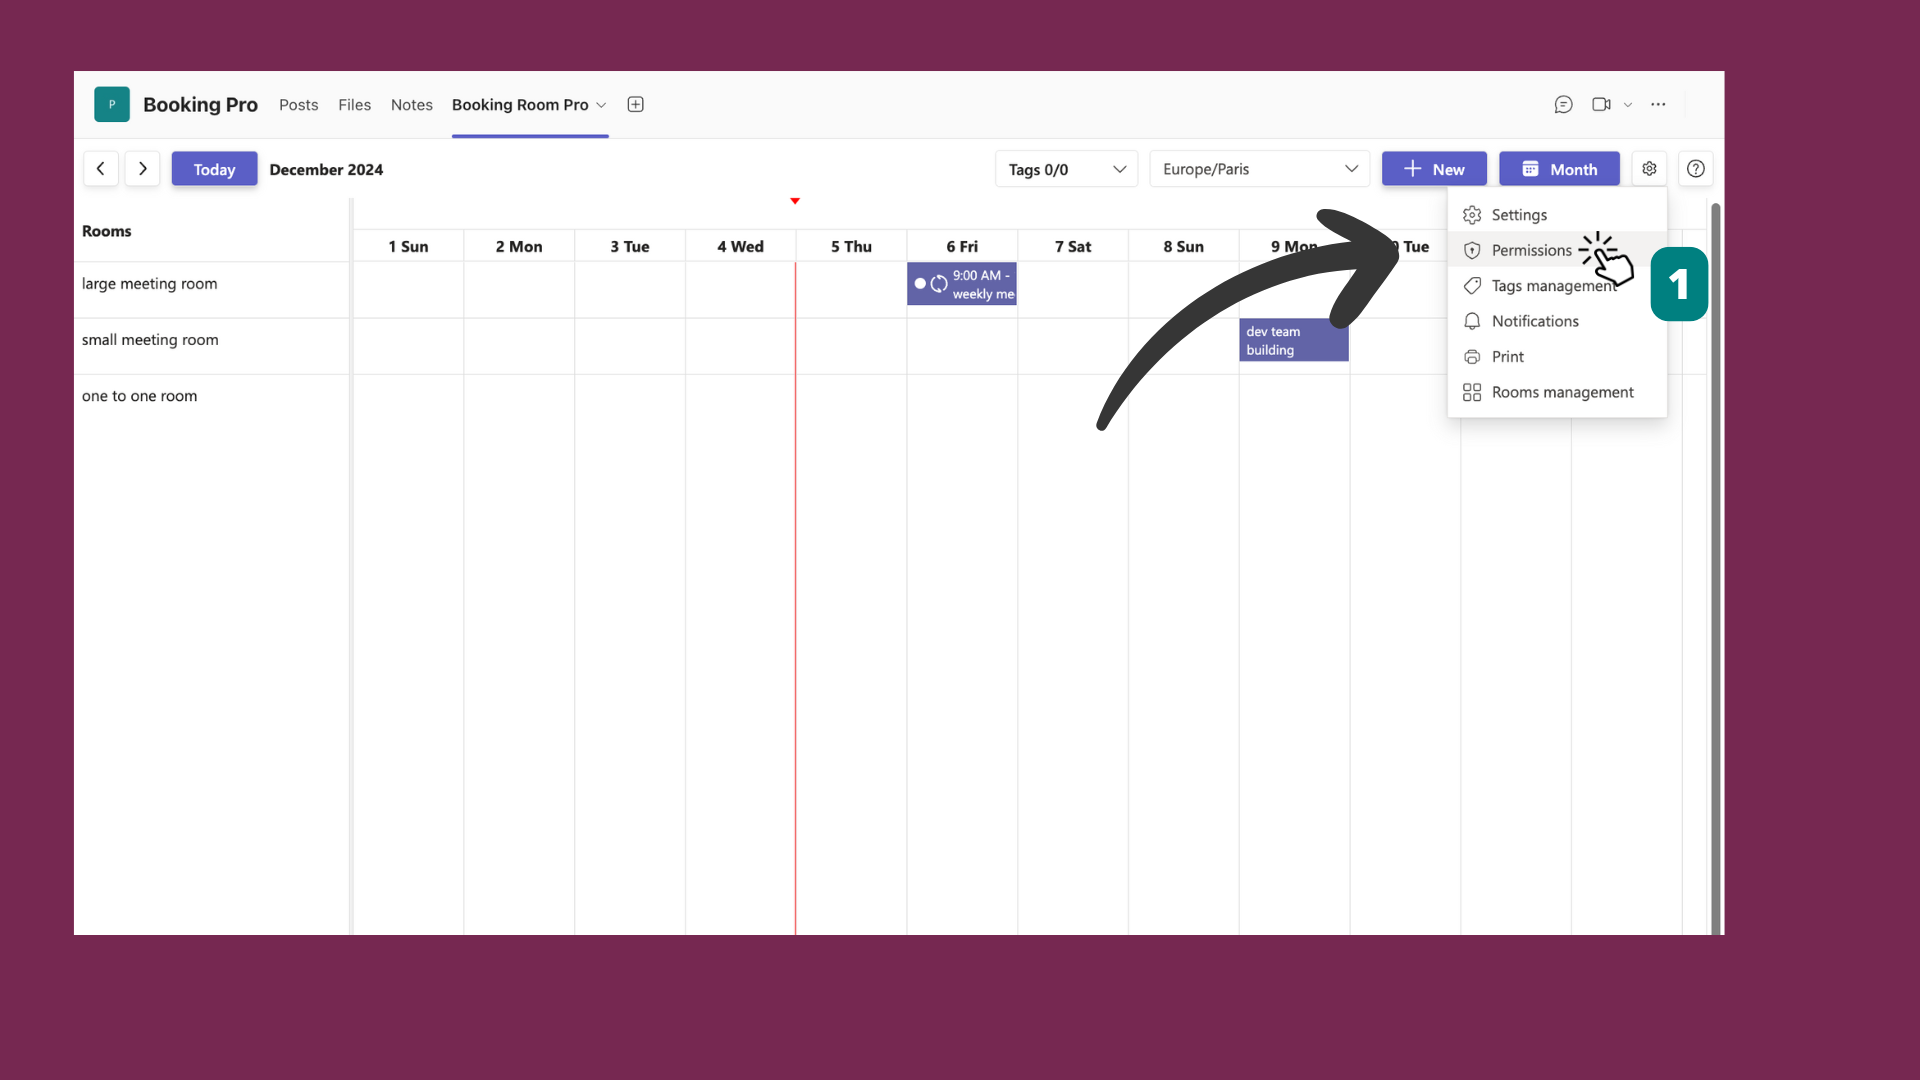 P
Booking Pro Posts Files Notes Booking Room Pro
Today December 2024 Tags 0/0 Europe/Paris New Month
Rooms
1 Sun 2 Mon 3 Tue 4 Wed 5 Thu 6 Fri 7 Sat 8 Sun 9 Mon Tue
large meeting room
9:00 AM -
weekly me
small meeting room
dev team
building
one to one room
Settings
Permissions
Tags management
Notifications
Print
Rooms management
1